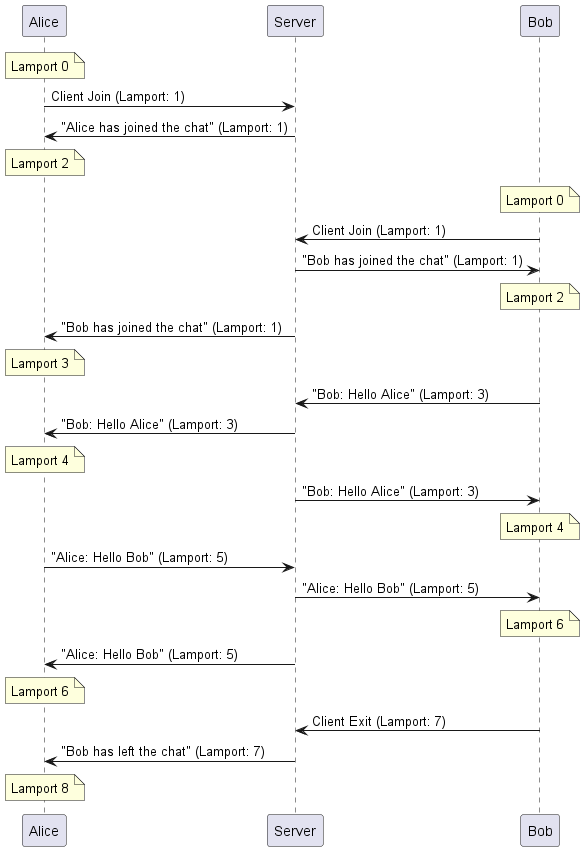 Alice Server Bob
Lamport 0
Client Join (Lamport: 1)
"Alice has joined the chat" (Lamport: 1)
Lamport 2
Lamport 0
Client Join (Lamport: 1)
"Bob has joined the chat" (Lamport: 1)
Lamport 2
"Bob has joined the chat" (Lamport: 1)
Lamport 3
"Bob: Hello Alice" (Lamport: 3)
"Bob: Hello Alice" (Lamport: 3)
Lamport 4
"Bob: Hello Alice" (Lamport: 3)
Lamport 4
"Alice: Hello Bob" (Lamport: 5)
"Alice: Hello Bob" (Lamport: 5)
Lamport 6
"Alice: Hello Bob" (Lamport: 5)
Lamport 6
Client Exit (Lamport: 7)
"Bob has left the chat" (Lamport: 7)
Lamport 8
Alice Server Bob